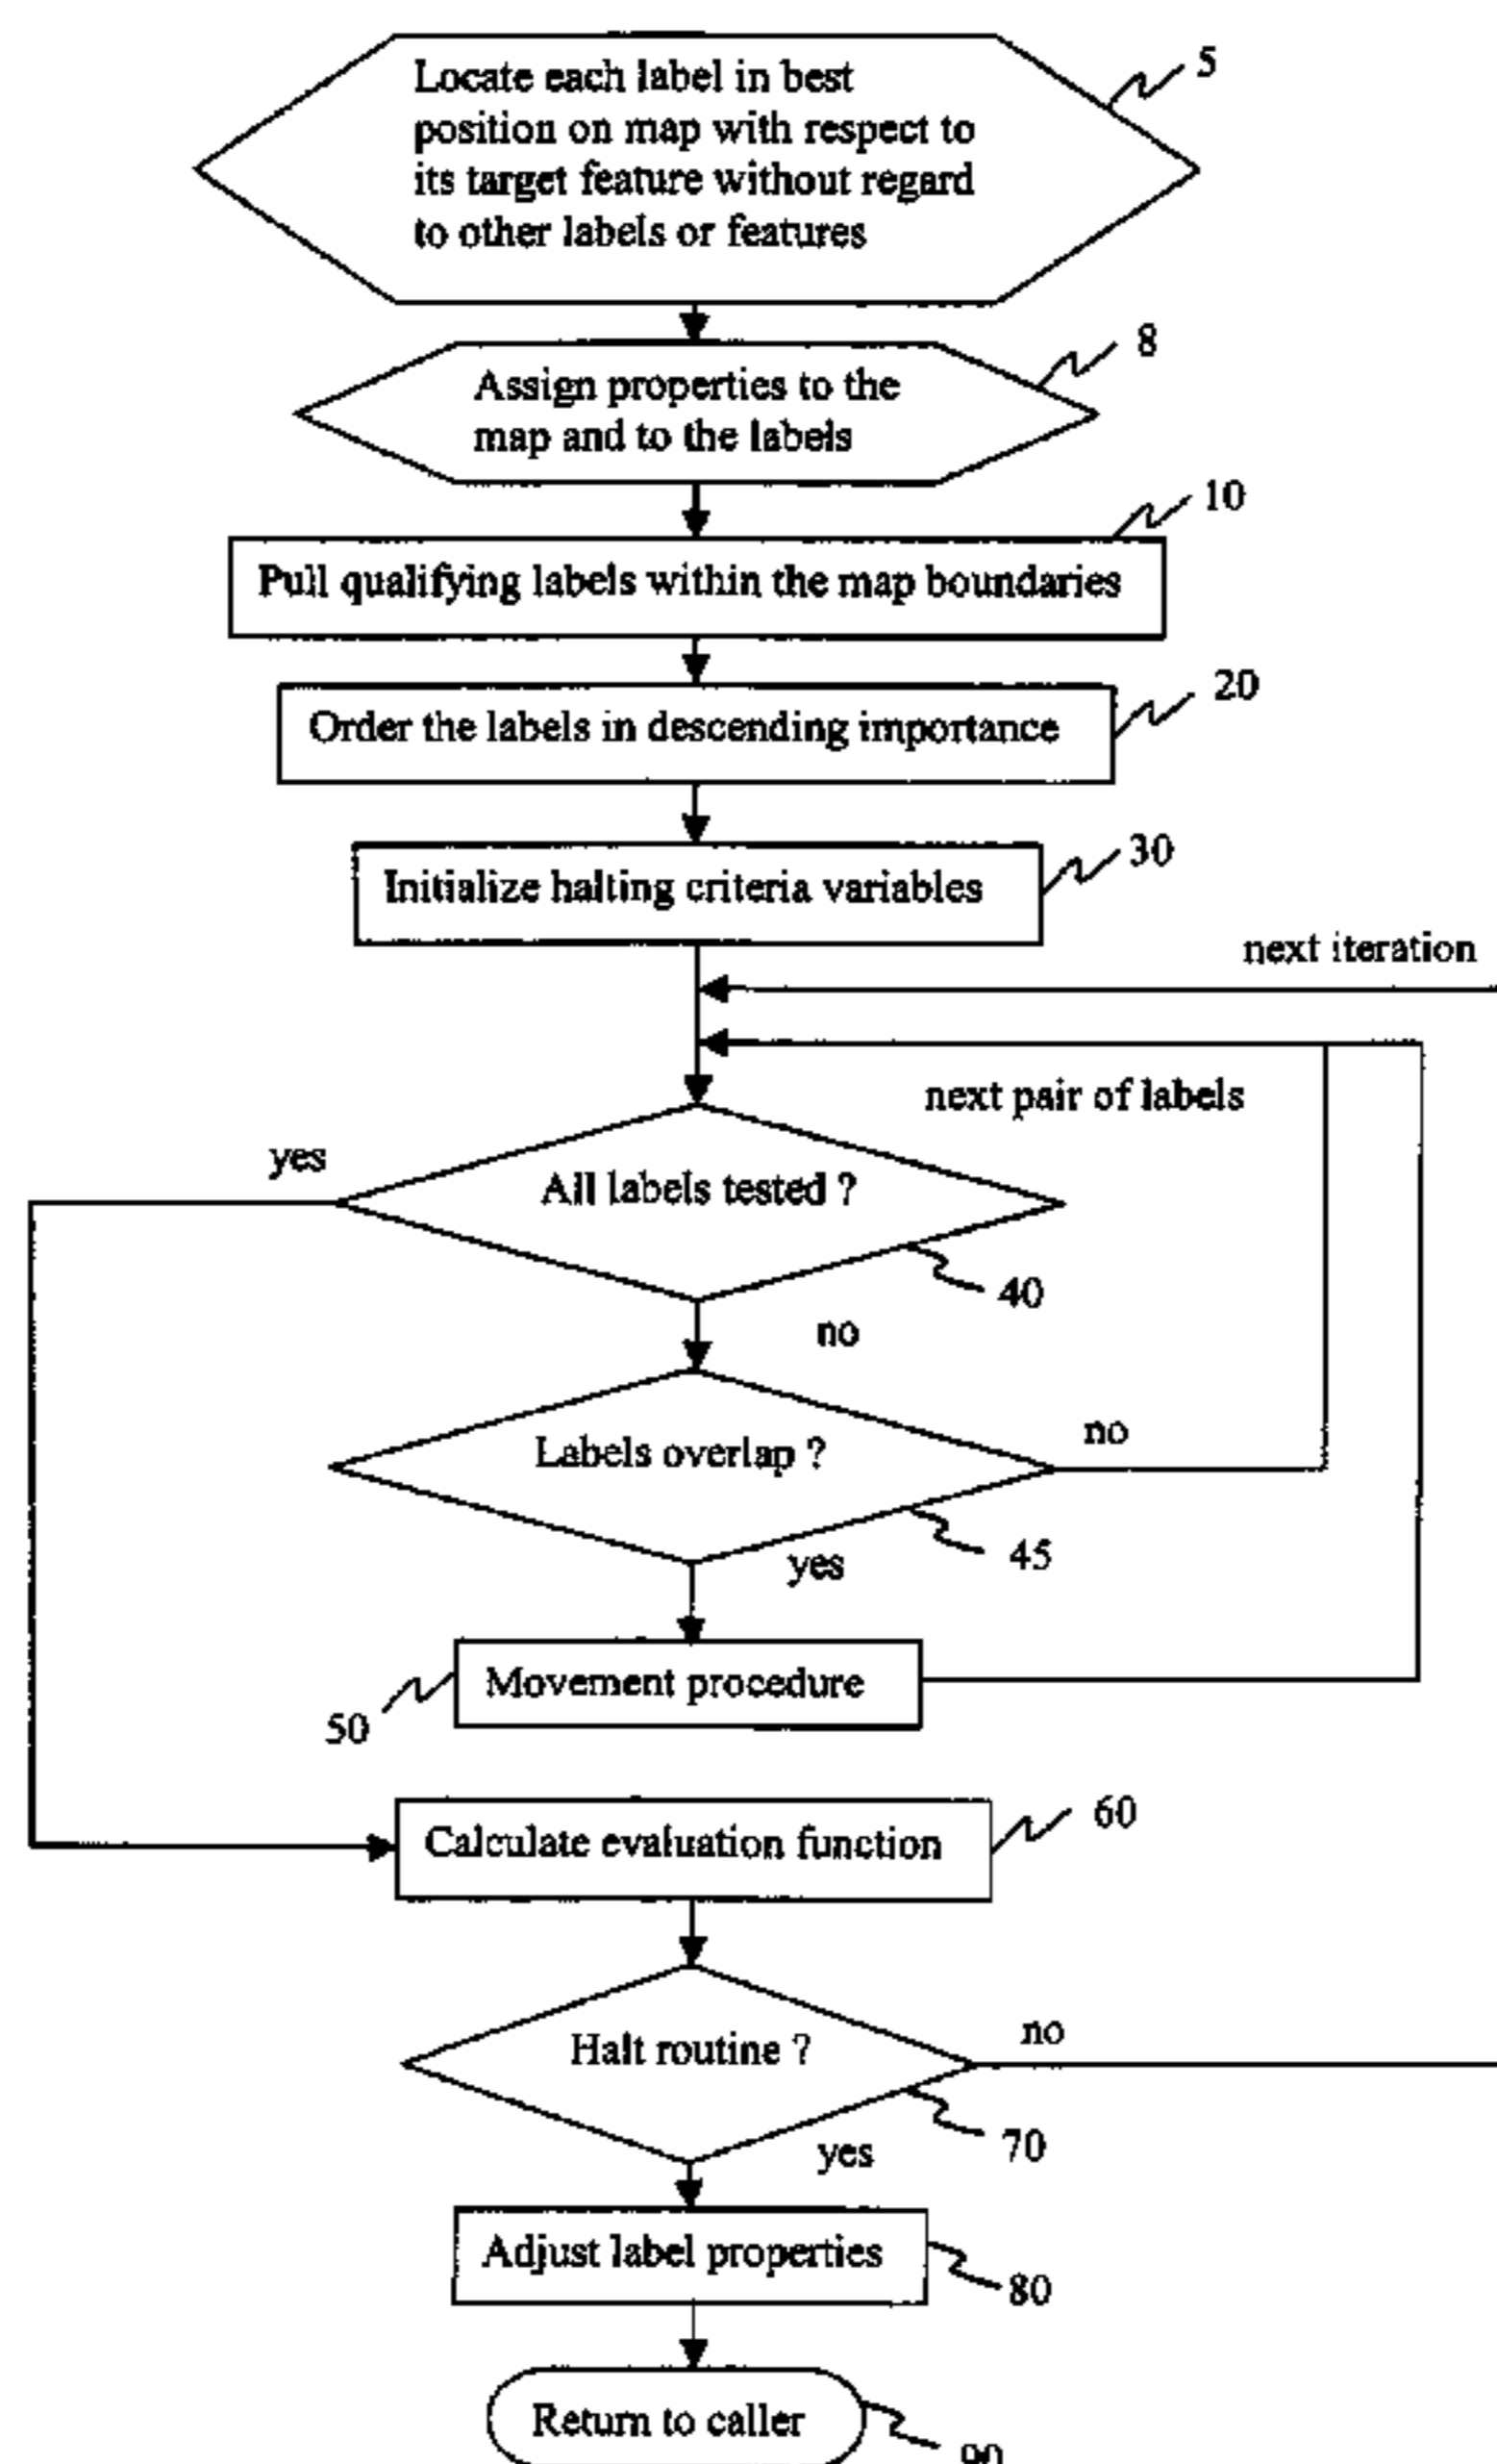 Locate each label in best
position on map with respect to
its target feature without regard
to other labels or features
5
Assign properties to the
map and to the labels
8
Pull qualifying labels within the map boundaries
10
Order the labels in descending importance
20
Initialize halting criteria variables
30
next iteration
next pair of labels
yes
All labels tested ?
40
no
Labels overlap ?
no
45
yes
Movement procedure
50
Calculate evaluation function
60
Halt routine ?
no
70
yes
Adjust label properties
80
Return to caller
90